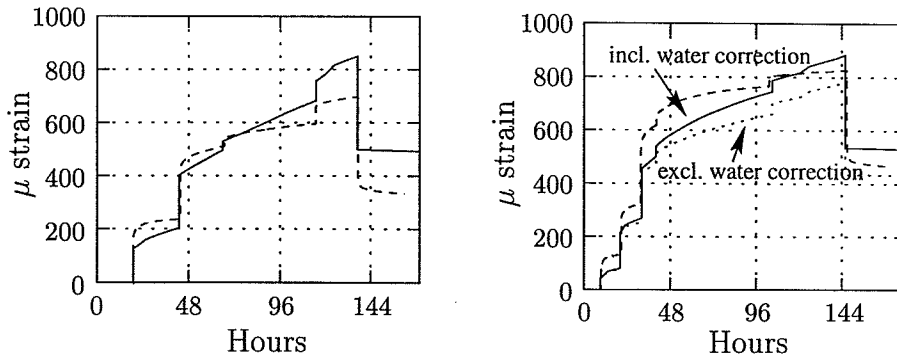 1000
800
600
400
200
0
μ strain
0 48 96 144
Hours
1000
800
600
400
200
0
μ strain
incl. water correction
excl. water correction
0 48 96 144
Hours